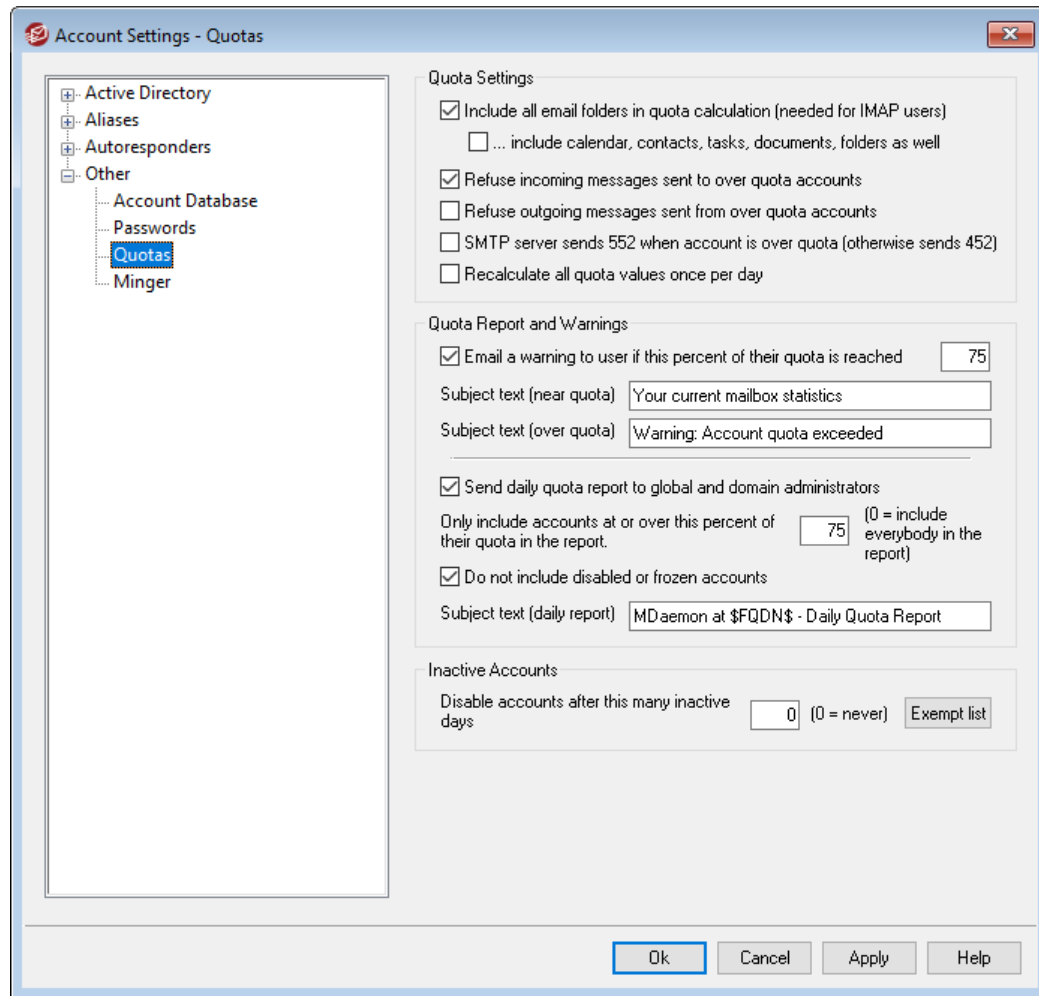 Account Settings - Quotas
Active Directory
Aliases
Autoresponders
Other
Account Database
Passwords
Quotas
Minger
Quota Settings
Include all email folders in quota calculation (needed for IMAP users)
... include calendar, contacts, tasks, documents, folders as well
Refuse incoming messages sent to over quota accounts
Refuse outgoing messages sent from over quota accounts
SMTP server sends 552 when account is over quota (otherwise sends 452)
Recalculate all quota values once per day
Quota Report and Warnings
Email a warning to user if this percent of their quota is reached 75
Subject text (near quota) Your current mailbox statistics
Subject text (over quota) Warning: Account quota exceeded
Send daily quota report to global and domain administrators
Only include accounts at or over this percent of
their quota in the report.
75
(0 = include
everybody in the
report)
Do not include disabled or frozen accounts
Subject text (daily report) MDaemon at $FQDN$ - Daily Quota Report
Inactive Accounts
Disable accounts after this many inactive
days
0 (0 = never) Exempt list
Ok Cancel Apply Help